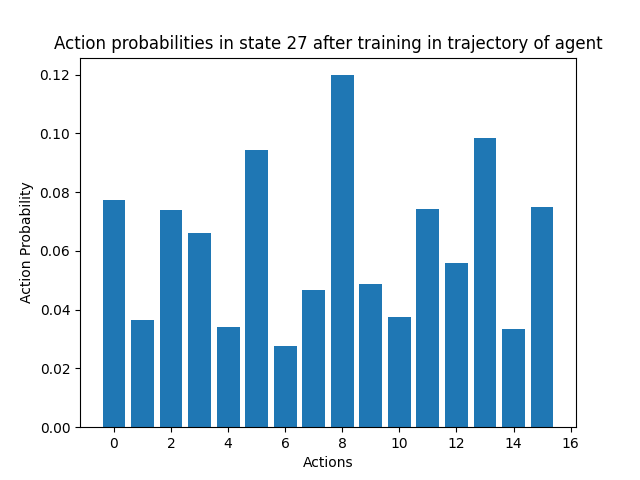 Action probabilities in state 27 after training in trajectory of agent
0.12
0.10
0.08
0.06
0.04
0.02
0.00
Action Probability
0 2 4 6 8 10 12 14 16
Actions